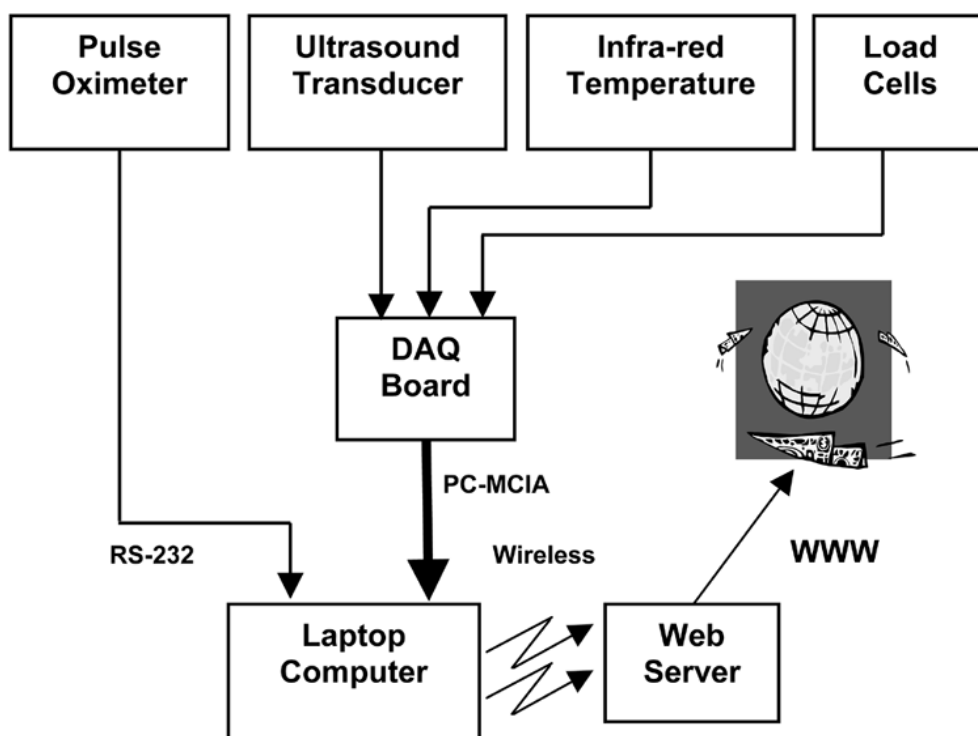 Pulse
Oximeter
Ultrasound
Transducer
Infra-red
Temperature
Load
Cells
DAQ
Board
PC-MCIA
RS-232
Wireless
WWW
Laptop
Computer
Web
Server